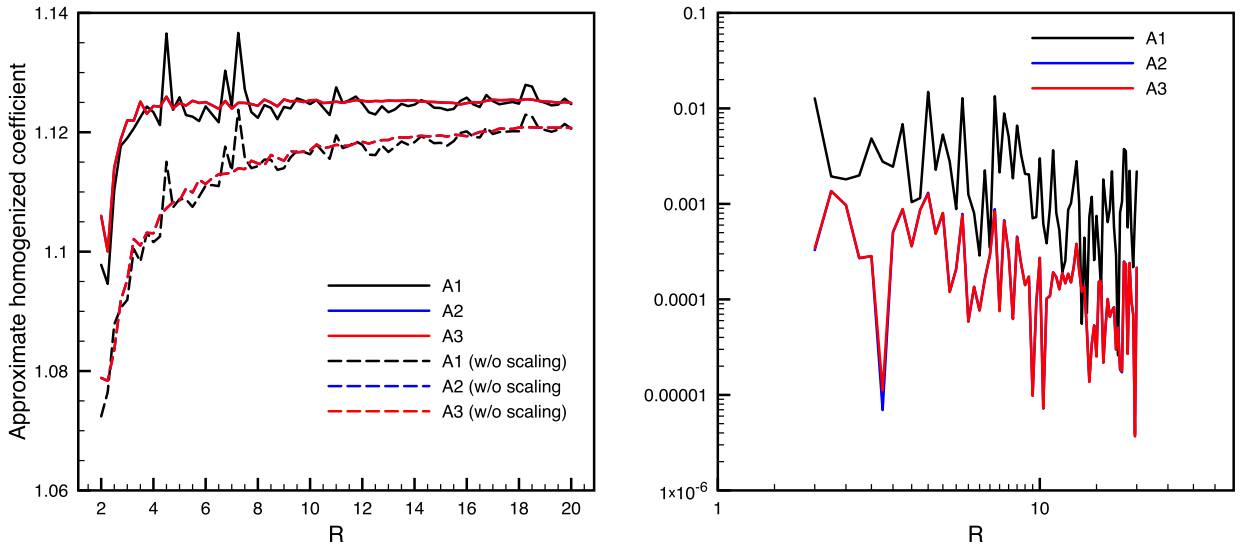 Approximate homogenized coefficient
1.14
1.12
1.1
1.08
1.06
A1
A2
A3
A1 (w/o scaling)
A2 (w/o scaling
A3 (w/o scaling)
2 4 6 8 10 12 14 16 18 20
R
0.1
0.01
0.001
0.0001
0.00001
1×10⁻⁶
A1
A2
A3
1 10
R